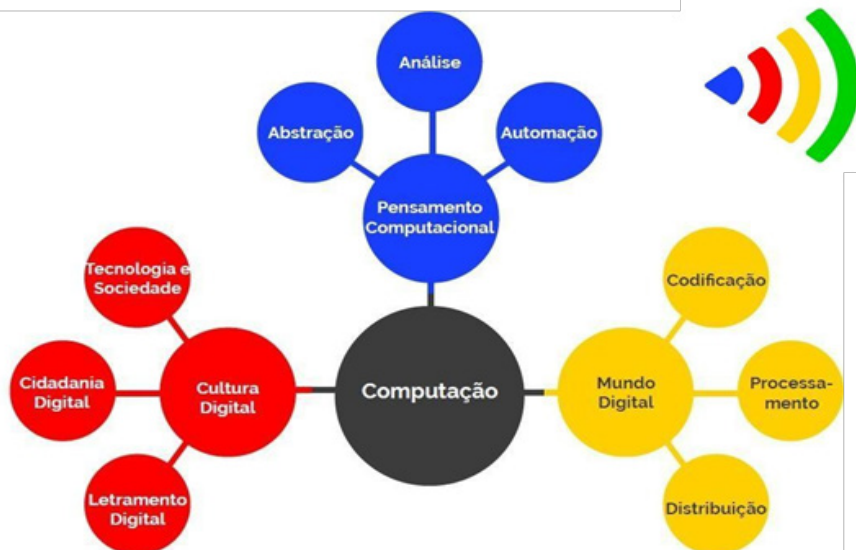 Análise
Abstração
Automação
Pensamento
Computacional
Tecnologia e
Sociedade
Codificação
Cidadania
Digital
Cultura
Digital
Computação
Mundo
Digital
Processa-
mento
Letramento
Digital
Distribuição